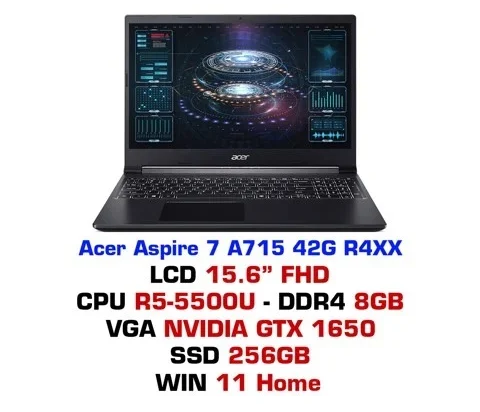 acer
Acer Aspire 7 A715 42G R4XX
LCD 15.6” FHD
CPU R5-5500U - DDR4 8GB
VGA NVIDIA GTX 1650
SSD 256GB
WIN 11 Home